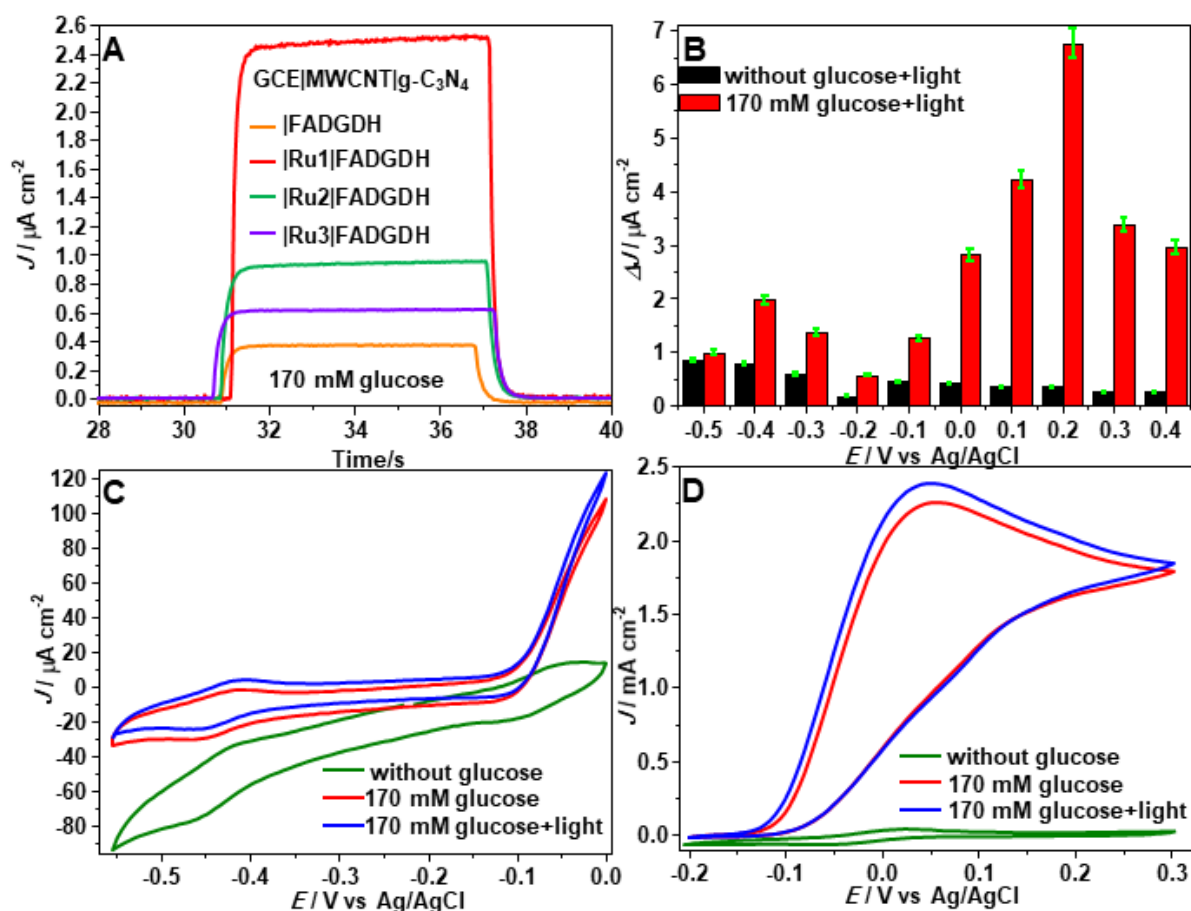 A
2.6
2.4
2.2
2.0
1.8
1.6
1.4
1.2
1.0
0.8
0.6
0.4
0.2
0.0
J / μA cm⁻²
GCE|MWCNT|g-C₃N₄
|FADGDH
|Ru1|FADGDH
|Ru2|FADGDH
|Ru3|FADGDH
170 mM glucose
28 30 32 34 36 38 40
Time/s
B
7
6
5
4
3
2
1
0
ΔJ / μA cm⁻²
without glucose+light
170 mM glucose+light
-0.5 -0.4 -0.3 -0.2 -0.1 0.0 0.1 0.2 0.3 0.4
E / V vs Ag/AgCl
C
120
100
80
60
40
20
0
-20
-40
-60
-80
J / μA cm⁻²
without glucose
170 mM glucose
170 mM glucose+light
-0.5 -0.4 -0.3 -0.2 -0.1 0.0
E / V vs Ag/AgCl
D
2.5
2.0
1.5
1.0
0.5
0.0
J / mA cm⁻²
without glucose
170 mM glucose
170 mM glucose+light
-0.2 -0.1 0.0 0.1 0.2 0.3
E / V vs Ag/AgCl